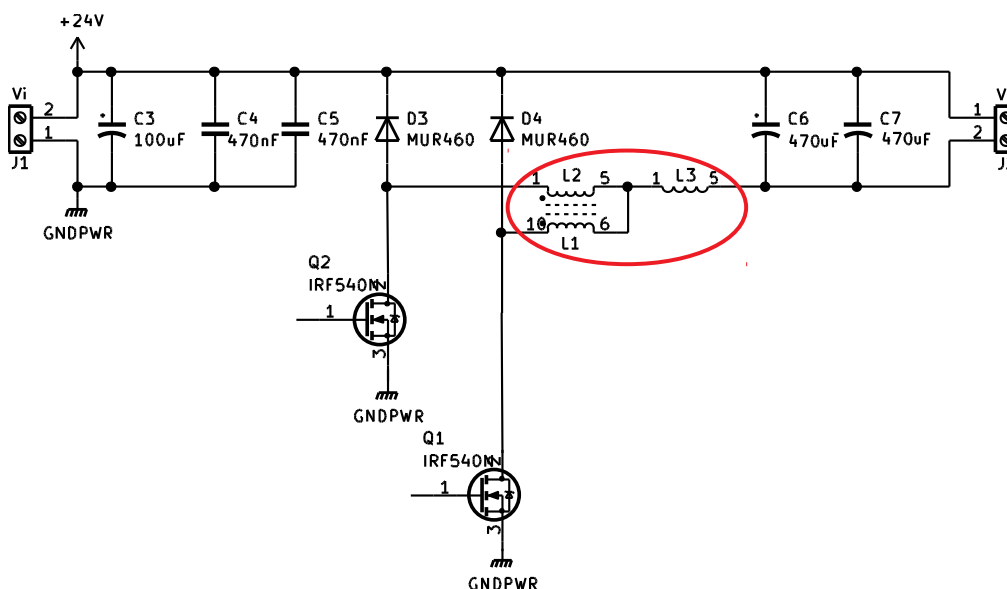 +24V
Vi
2
1
J1
C3
100uF
C4
470nF
C5
470nF
D3
MUR460
D4
MUR460
C6
470uF
C7
470uF
V
1
2
J
GNDPWR
1
L2
5
1
L3
5
10
6
L1
Q2
IRF540N
2
1
3
GNDPWR
Q1
IRF540N
2
1
3
GNDPWR